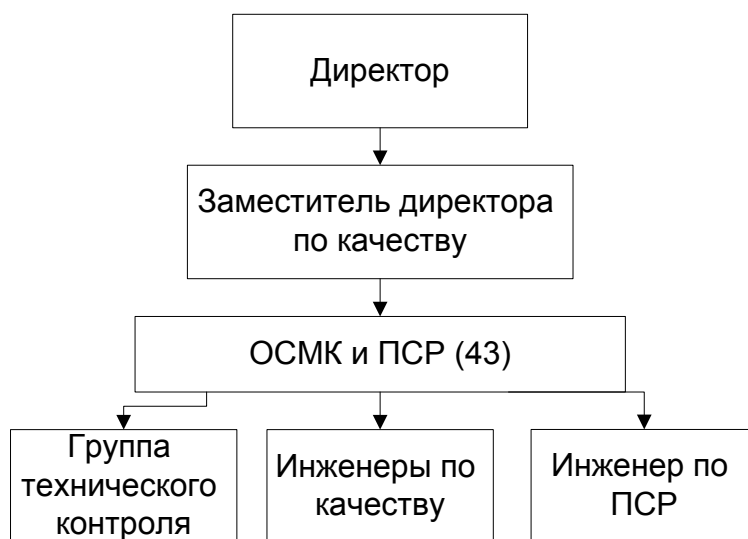 Директор
Заместитель директора
по качеству
ОСМК и ПСР (43)
Группа
технического
контроля
Инженеры по
качеству
Инженер по
ПСР